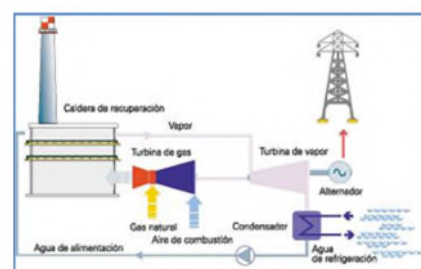 Caldera de recuperación
Vapor
Turbina de gas
Turbina de vapor
Alternador
Gas natural
Aire de combustión
Condensador
Agua de alimentación
Agua
de refrigeración